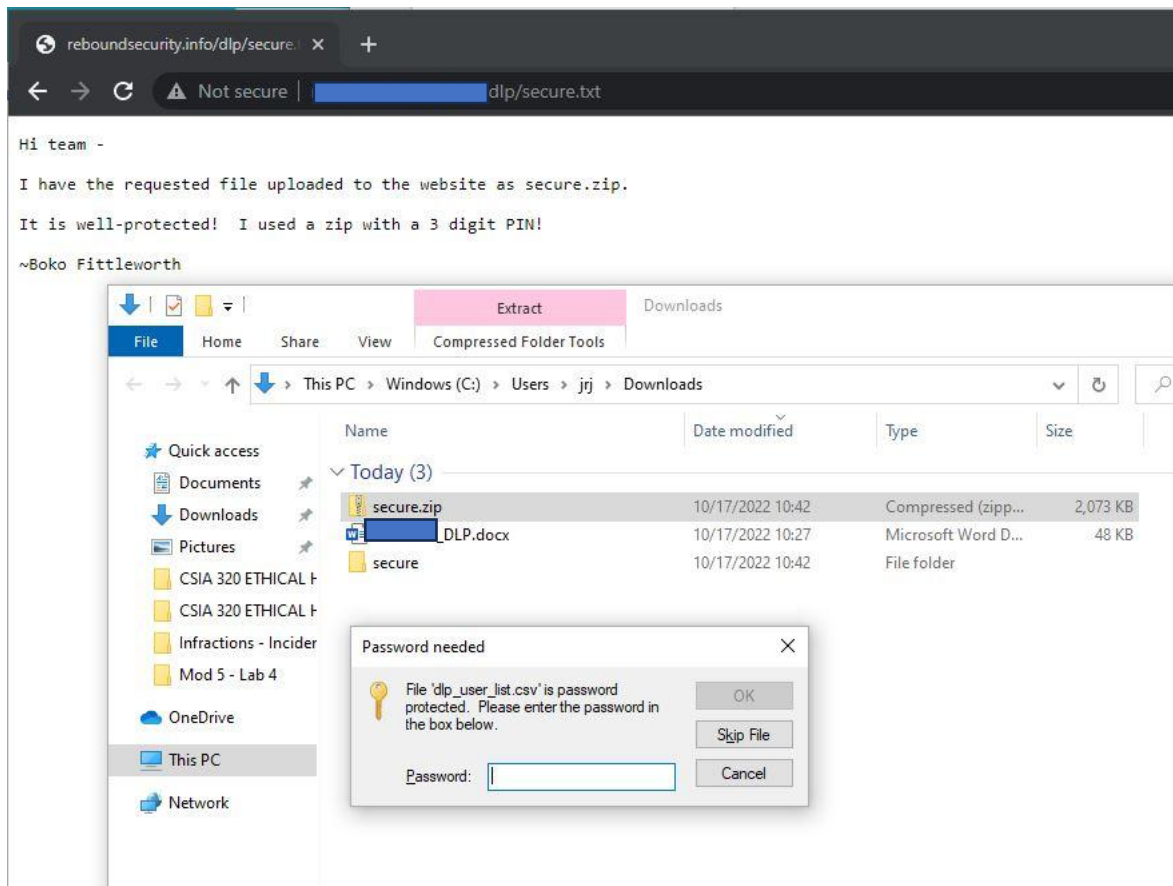 reboundsecurity.info/dlp/secure.t
Not secure | dlp/secure.txt
Hi team -
I have the requested file uploaded to the website as secure.zip.
It is well-protected!  I used a zip with a 3 digit PIN!
~Boko Fittleworth
Extract Downloads
File Home Share View Compressed Folder Tools
This PC > Windows (C:) > Users > jrj > Downloads
Name Date modified Type Size
Quick access
Today (3)
Documents
secure.zip 10/17/2022 10:42 Compressed (zipp... 2,073 KB
Downloads
_DLP.docx 10/17/2022 10:27 Microsoft Word D... 48 KB
Pictures
secure 10/17/2022 10:42 File folder
CSIA 320 ETHICAL H
CSIA 320 ETHICAL H
Infractions - Inciden
Mod 5 - Lab 4
OneDrive
This PC
Network
Password needed
File 'dlp_user_list.csv' is password
protected.  Please enter the password in
the box below.
OK
Skip File
Password:
Cancel